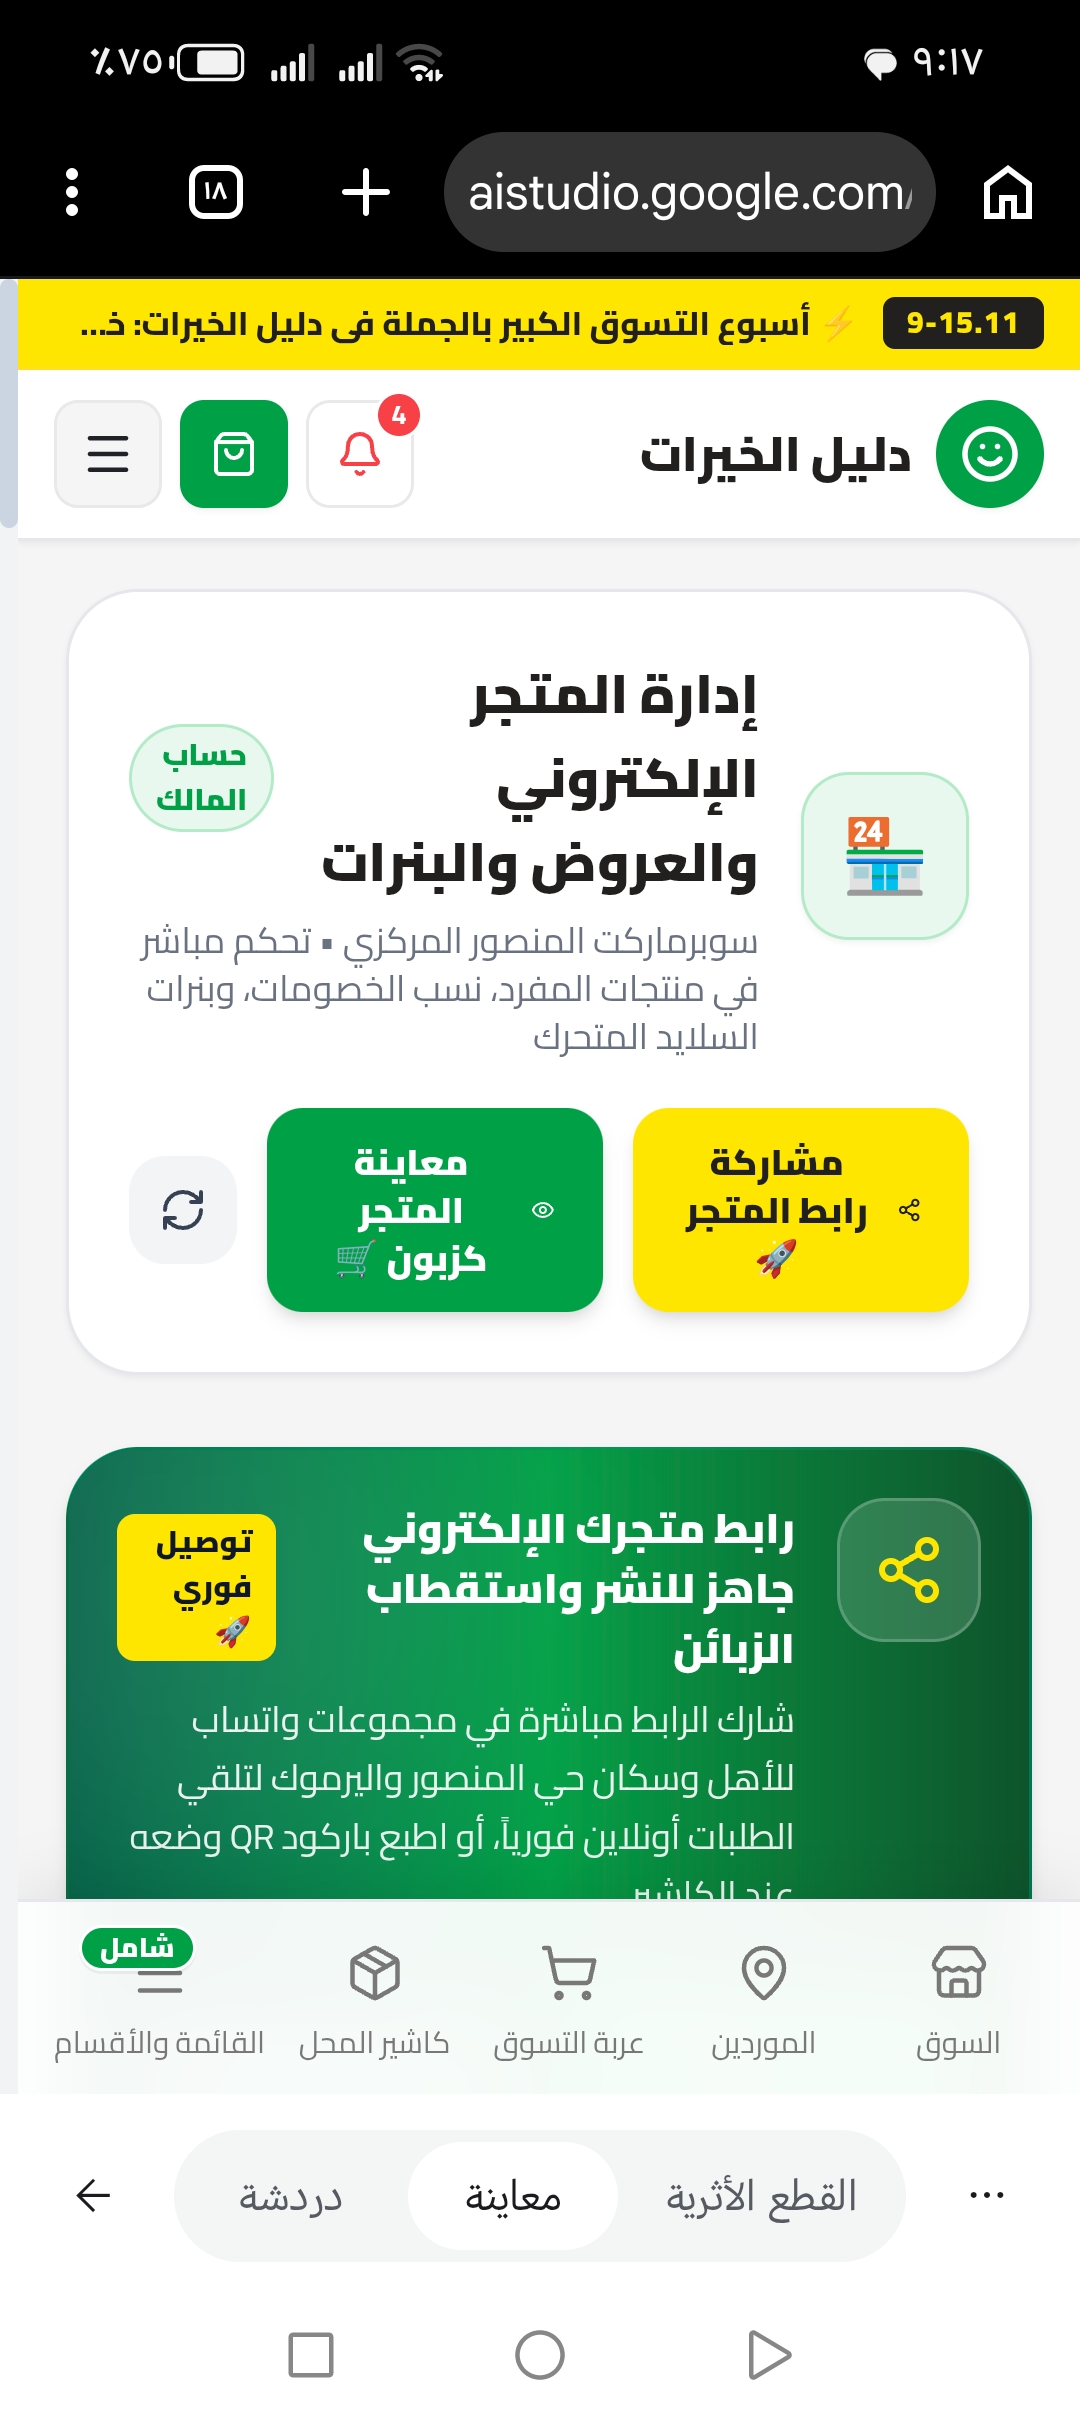 ٩:١٧
٪٧٥
١٨
aistudio.google.com/
9-15.11
⚡ أسبوع التسوق الكبير بالجملة في دليل الخيرات: خ...
دليل الخيرات
4
إدارة المتجر
الإلكتروني
والعروض والبنرات
حساب
المالك
24
سوبرماركت المنصور المركزي ▪ تحكم مباشر
في منتجات المفرد، نسب الخصومات، وبنرات
السلايد المتحرك
مشاركة
رابط المتجر
🚀
معاينة
المتجر
كزبون 🛒
رابط متجرك الإلكتروني
جاهز للنشر واستقطاب
الزبائن
توصيل
فوري
🚀
شارك الرابط مباشرة في مجموعات واتساب
للأهل وسكان حي المنصور واليرموك لتلقي
الطلبات أونلاين فورياً، أو اطبع باركود QR وضعه
عند الكاشير
السوق
الموردين
عربة التسوق
كاشير المحل
شامل
القائمة والأقسام
القطع الأثرية
معاينة
دردشة